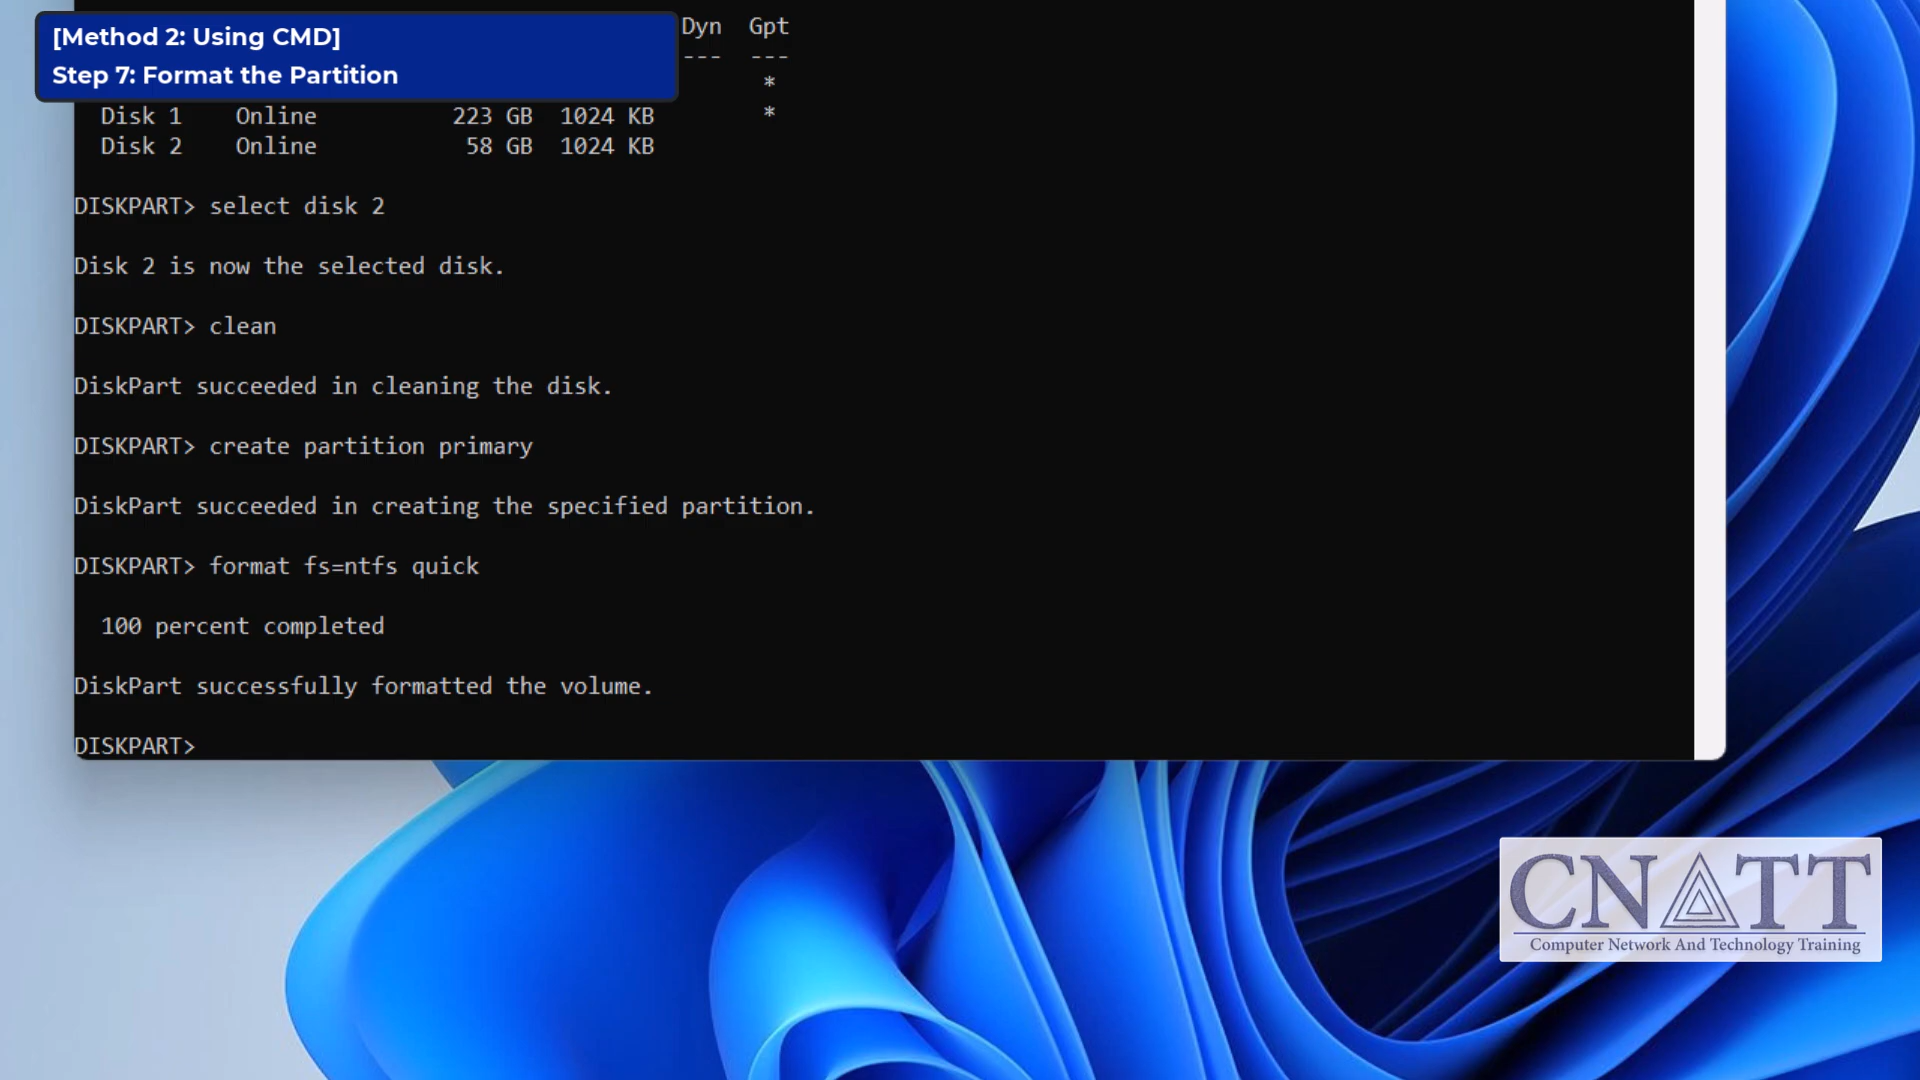 [Method 2: Using CMD]
Step 7: Format the Partition
Dyn  Gpt
---  ---
*
Disk 1    Online          223 GB  1024 KB        *
Disk 2    Online           58 GB  1024 KB
DISKPART> select disk 2
Disk 2 is now the selected disk.
DISKPART> clean
DiskPart succeeded in cleaning the disk.
DISKPART> create partition primary
DiskPart succeeded in creating the specified partition.
DISKPART> format fs=ntfs quick
100 percent completed
DiskPart successfully formatted the volume.
DISKPART>
CNATT
Computer Network And Technology Training